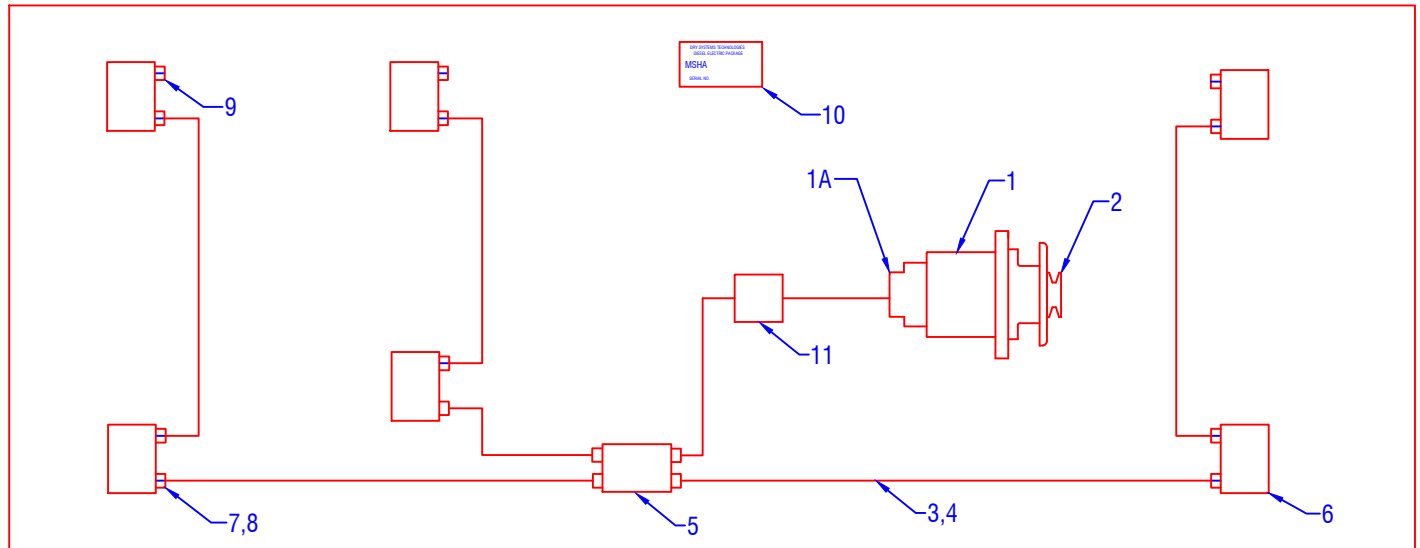 DRY SYSTEMS TECHNOLOGIES
DIESEL ELECTRIC PACKAGE
MSHA
SERIAL NO.
9
10
1A
1
2
11
7,8
5
3,4
6